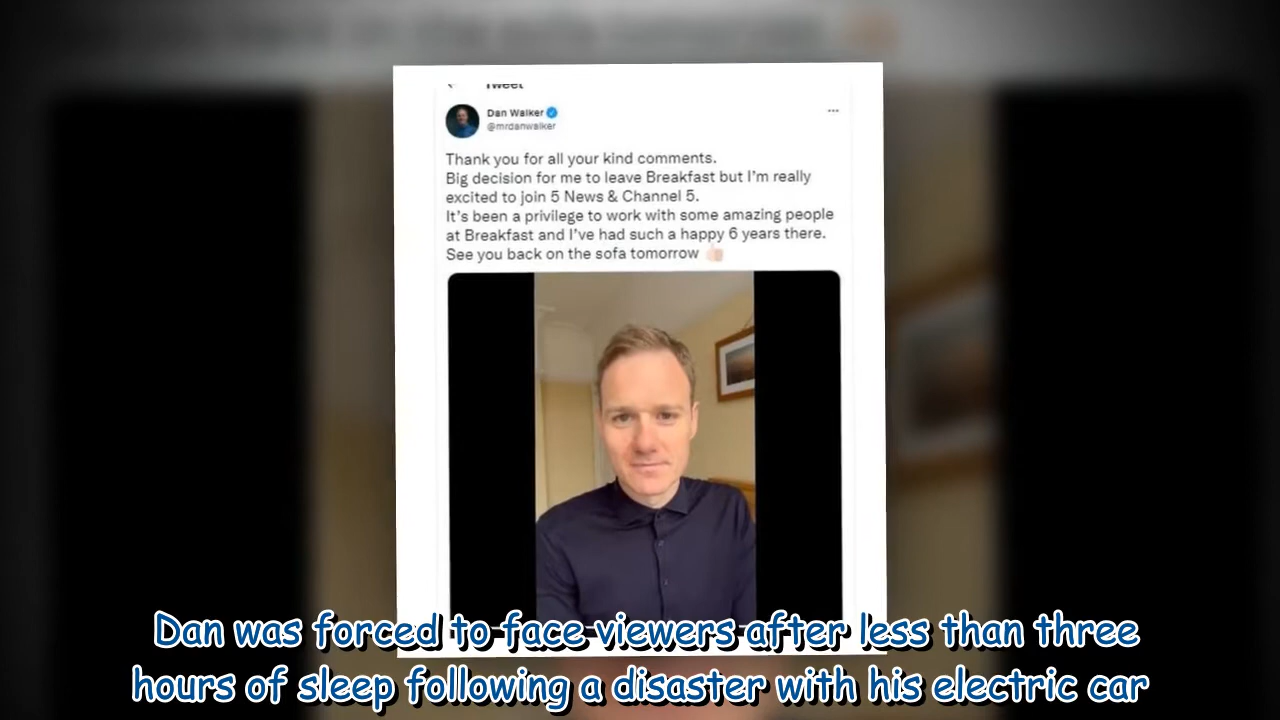 Tweet
Dan Walker
@mrdanwalker
Thank you for all your kind comments.
Big decision for me to leave Breakfast but I'm really
excited to join 5 News & Channel 5.
It's been a privilege to work with some amazing people
at Breakfast and I've had such a happy 6 years there.
See you back on the sofa tomorrow 👍🏻
Dan was forced to face viewers after less than three
hours of sleep following a disaster with his electric car